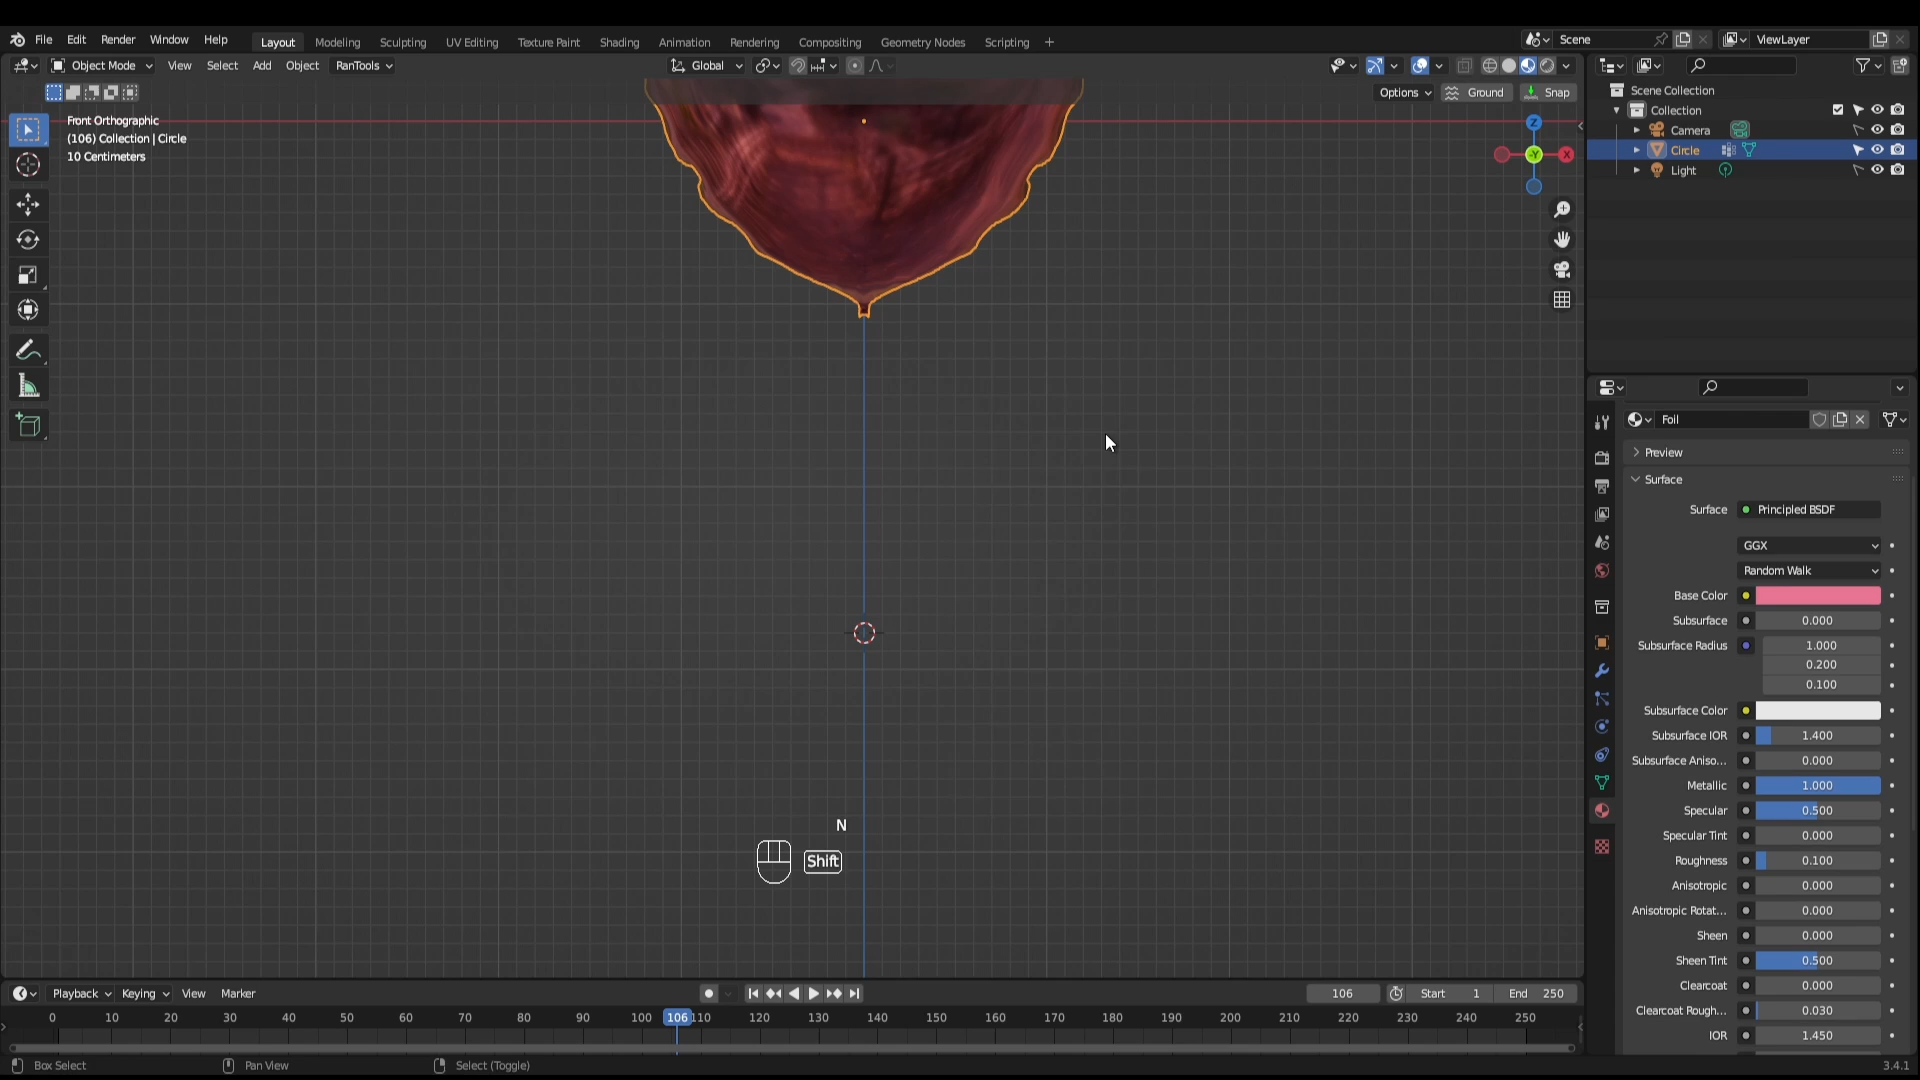 File Edit Render Window Help Layout Modeling Sculpting UV Editing Texture Paint Shading Animation Rendering Compositing Geometry Nodes Scripting + Scene ViewLayer
Object Mode View Select Add Object RanTools Global
Options Ground Snap
Front Orthographic
(106) Collection | Circle
10 Centimeters
Z
X
-Y
Scene Collection
Collection
Camera
Circle
Light
Foil
Preview
Surface
Surface Principled BSDF
GGX
Random Walk
Base Color
Subsurface 0.000
Subsurface Radius 1.000
0.200
0.100
Subsurface Color
Subsurface IOR 1.400
Subsurface Aniso... 0.000
Metallic 1.000
Specular 0.500
Specular Tint 0.000
Roughness 0.100
Anisotropic 0.000
Anisotropic Rotat... 0.000
Sheen 0.000
Sheen Tint 0.500
Clearcoat 0.000
Clearcoat Rough... 0.030
IOR 1.450
N
Shift
Playback Keying View Marker 106 Start 1 End 250
0 10 20 30 40 50 60 70 80 90 100 106 110 120 130 140 150 160 170 180 190 200 210 220 230 240 250
Box Select Pan View Select (Toggle) 3.4.1